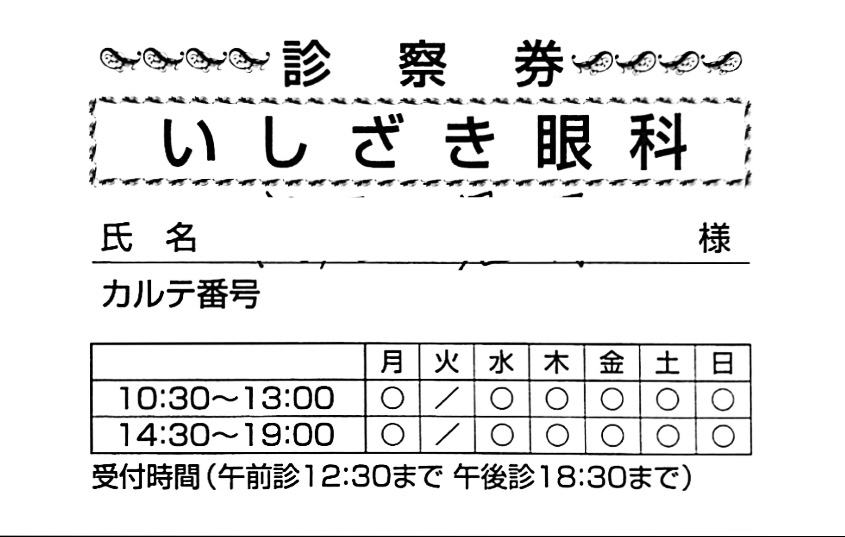 診察券
いしざき眼科
氏名 様
カルテ番号
月 火 水 木 金 土 日
10:30〜13:00 ○ ／ ○ ○ ○ ○ ○
14:30〜19:00 ○ ／ ○ ○ ○ ○ ○
受付時間(午前診12:30まで 午後診18:30まで)